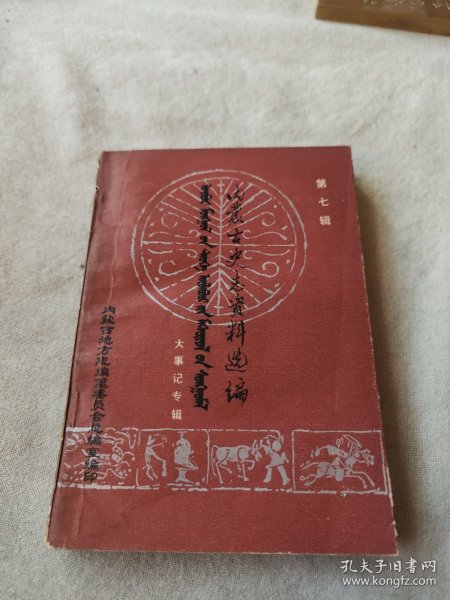 第七辑
内蒙古史志资料选编
大事记专辑
内蒙古地方志编纂委员会总编室编印
孔夫子旧书网
www.kongfz.com